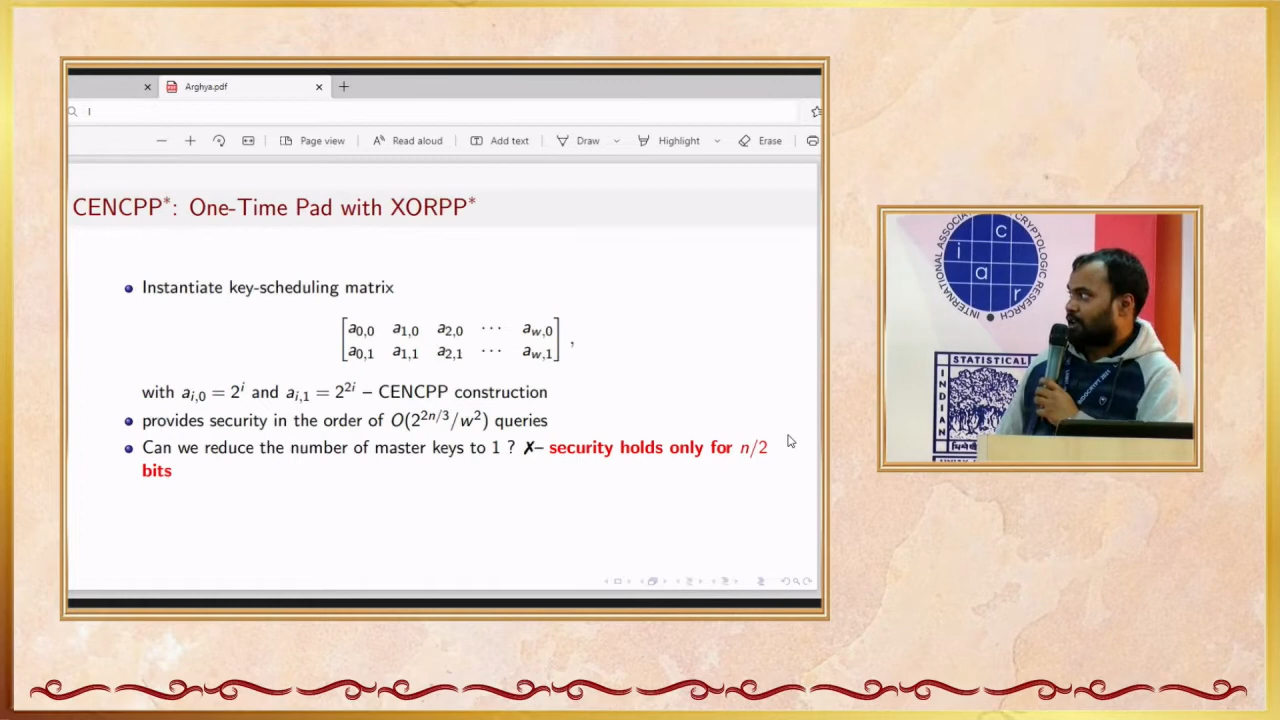 Arghya.pdf
Page view
Read aloud
Add text
Draw
Highlight
Erase
CENCPP*: One-Time Pad with XORPP*
Instantiate key-scheduling matrix
a0,0 a1,0 a2,0 ⋯ aw,0
a0,1 a1,1 a2,1 ⋯ aw,1 ,
with ai,0 = 2^i and ai,1 = 2^2i – CENCPP construction
provides security in the order of O(2^2n/3/w^2) queries
Can we reduce the number of master keys to 1 ? ✗– security holds only for n/2
bits
INTERNATIONAL ASSOCIATION CRYPTOLOGIC RESEARCH
i a c r
STATISTICAL
INDIAN